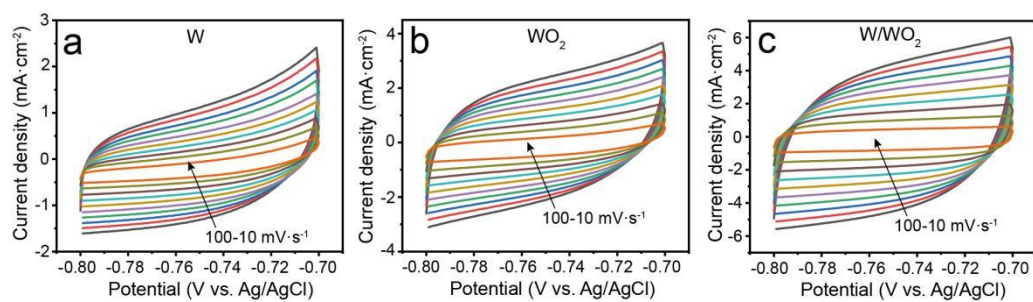 a
W
Current density (mA·cm⁻²)
3
2
1
0
-1
-2
100-10 mV·s⁻¹
-0.80 -0.78 -0.76 -0.74 -0.72 -0.70
Potential (V vs. Ag/AgCl)
b
WO₂
Current density (mA·cm⁻²)
4
2
0
-2
-4
100-10 mV·s⁻¹
-0.80 -0.78 -0.76 -0.74 -0.72 -0.70
Potential (V vs. Ag/AgCl)
c
W/WO₂
Current density (mA·cm⁻²)
6
4
2
0
-2
-4
-6
100-10 mV·s⁻¹
-0.80 -0.78 -0.76 -0.74 -0.72 -0.70
Potential (V vs. Ag/AgCl)